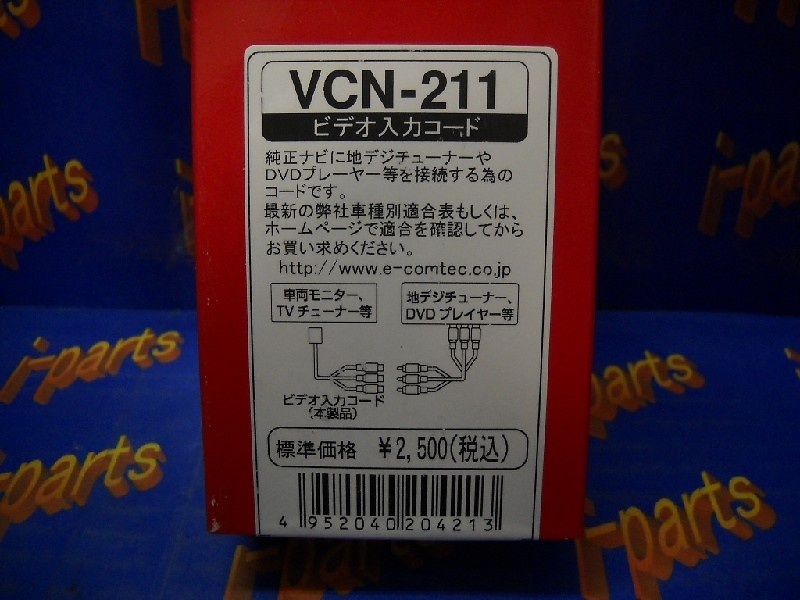 VCN-211
ビデオ入力コード
純正ナビに地デジチューナーや
DVDプレーヤー等を接続する為の
コードです。
最新の弊社車種別適合表もしくは、
ホームページで適合を確認してから
お買い求めください。
http://www.e-comtec.co.jp
車両モニター、
TVチューナー等
地デジチューナー、
DVDプレイヤー等
ビデオ入力コード
(本製品)
標準価格 ¥2,500(税込)
4 952040 204213
i-parts
i-parts
i-parts
i-parts
i-parts
i-parts
i-parts
i-parts